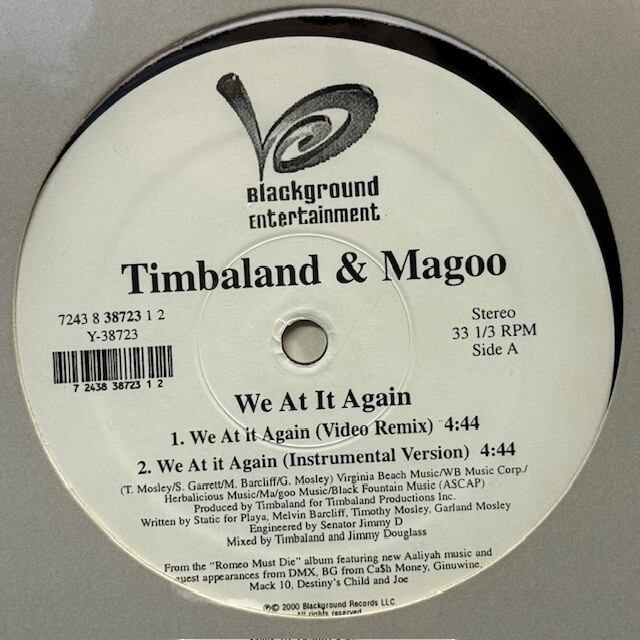 Blackground
Entertainment
Timbaland & Magoo
7243 8 38723 1 2
Y-38723
7 2438 38723 1 2
Stereo
33 1/3 RPM
Side A
We At It Again
1. We At it Again (Video Remix) 4:44
2. We At it Again (Instrumental Version) 4:44
(T. Mosley/S. Garrett/M. Barcliff/G. Mosley) Virginia Beach Music/WB Music Corp./
Herbalicious Music/Ma/goo Music/Black Fountain Music (ASCAP)
Produced by Timbaland for Timbaland Productions Inc.
Written by Static for Playa, Melvin Barcliff, Timothy Mosley, Garland Mosley
Engineered by Senator Jimmy D
Mixed by Timbaland and Jimmy Douglass
From the "Romeo Must Die" album featuring new Aaliyah music and
guest appearances from DMX, BG from Ca$h Money, Ginuwine,
Mack 10, Destiny's Child and Joe
℗© 2000 Blackground Records LLC.
All rights reserved